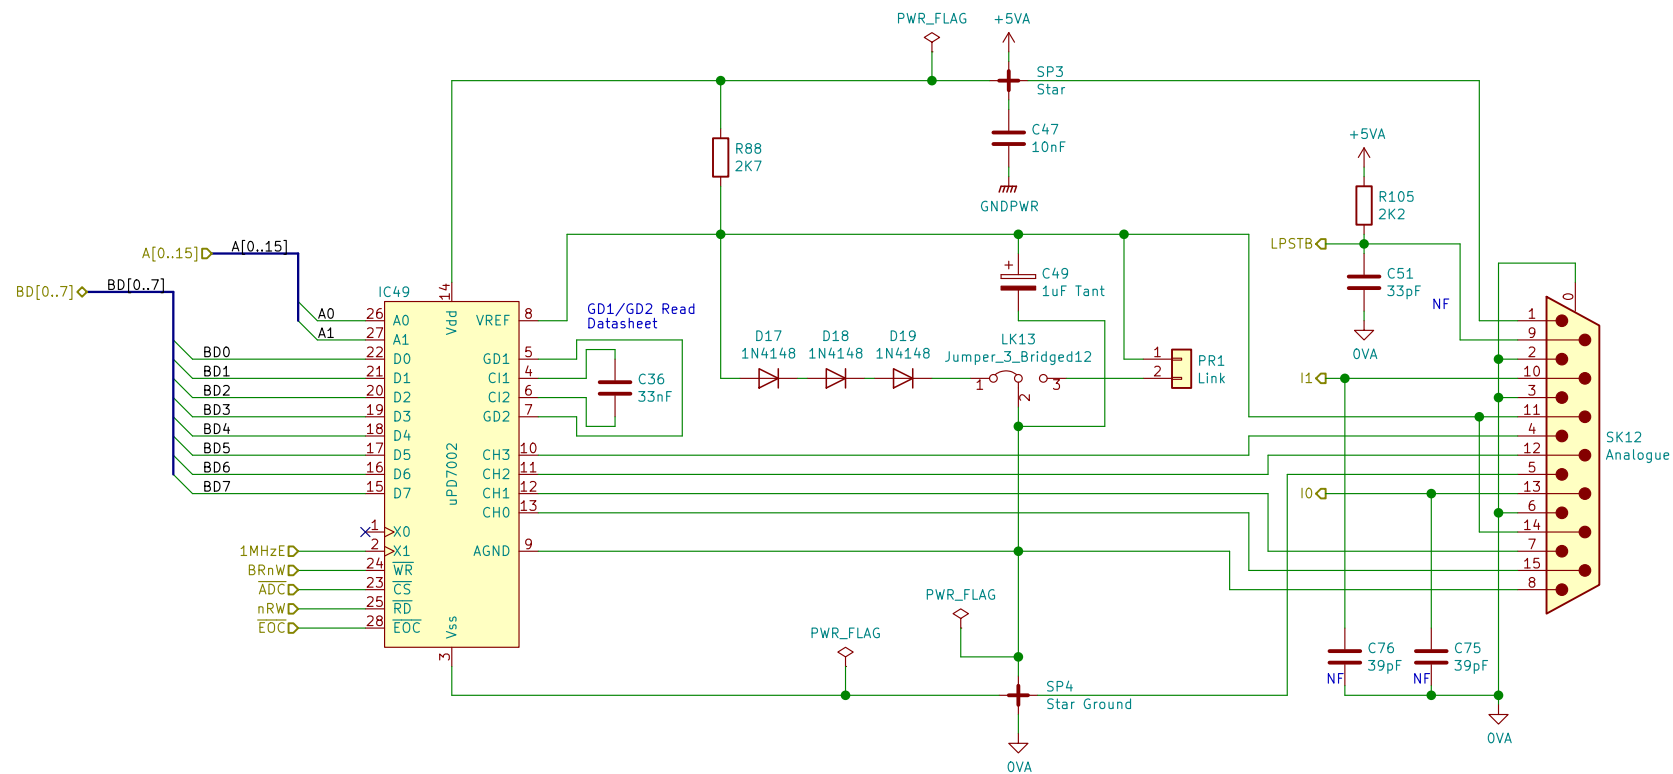 PWR_FLAG
+5VA
SP3
Star
C47
10nF
GNDPWR
R88
2K7
+5VA
R105
2K2
LPSTB
C51
33pF
NF
0VA
A[0..15]
A[0..15]
BD[0..7]
BD[0..7]
IC49
14
Vdd
A0
26
A0
A1
27
A1
BD0
22
D0
BD1
21
D1
BD2
20
D2
BD3
19
D3
BD4
18
D4
BD5
17
D5
BD6
16
D6
BD7
15
D7
1
X0
1MHzE
2
X1
BRnW
24
WR
ADC
23
CS
nRW
25
RD
EOC
28
EOC
uPD7002
Vss
3
VREF
8
GD1
5
CI1
4
CI2
6
GD2
7
CH3
10
CH2
11
CH1
12
CH0
13
AGND
9
GD1/GD2 Read
Datasheet
C36
33nF
D17
1N4148
D18
1N4148
D19
1N4148
+
C49
1uF Tant
LK13
Jumper_3_Bridged12
1
2
3
1
2
PR1
Link
I1
I0
0
1
9
2
10
3
11
4
12
5
13
6
14
7
15
8
SK12
Analogue
PWR_FLAG
PWR_FLAG
SP4
Star Ground
0VA
C76
39pF
NF
C75
39pF
NF
0VA